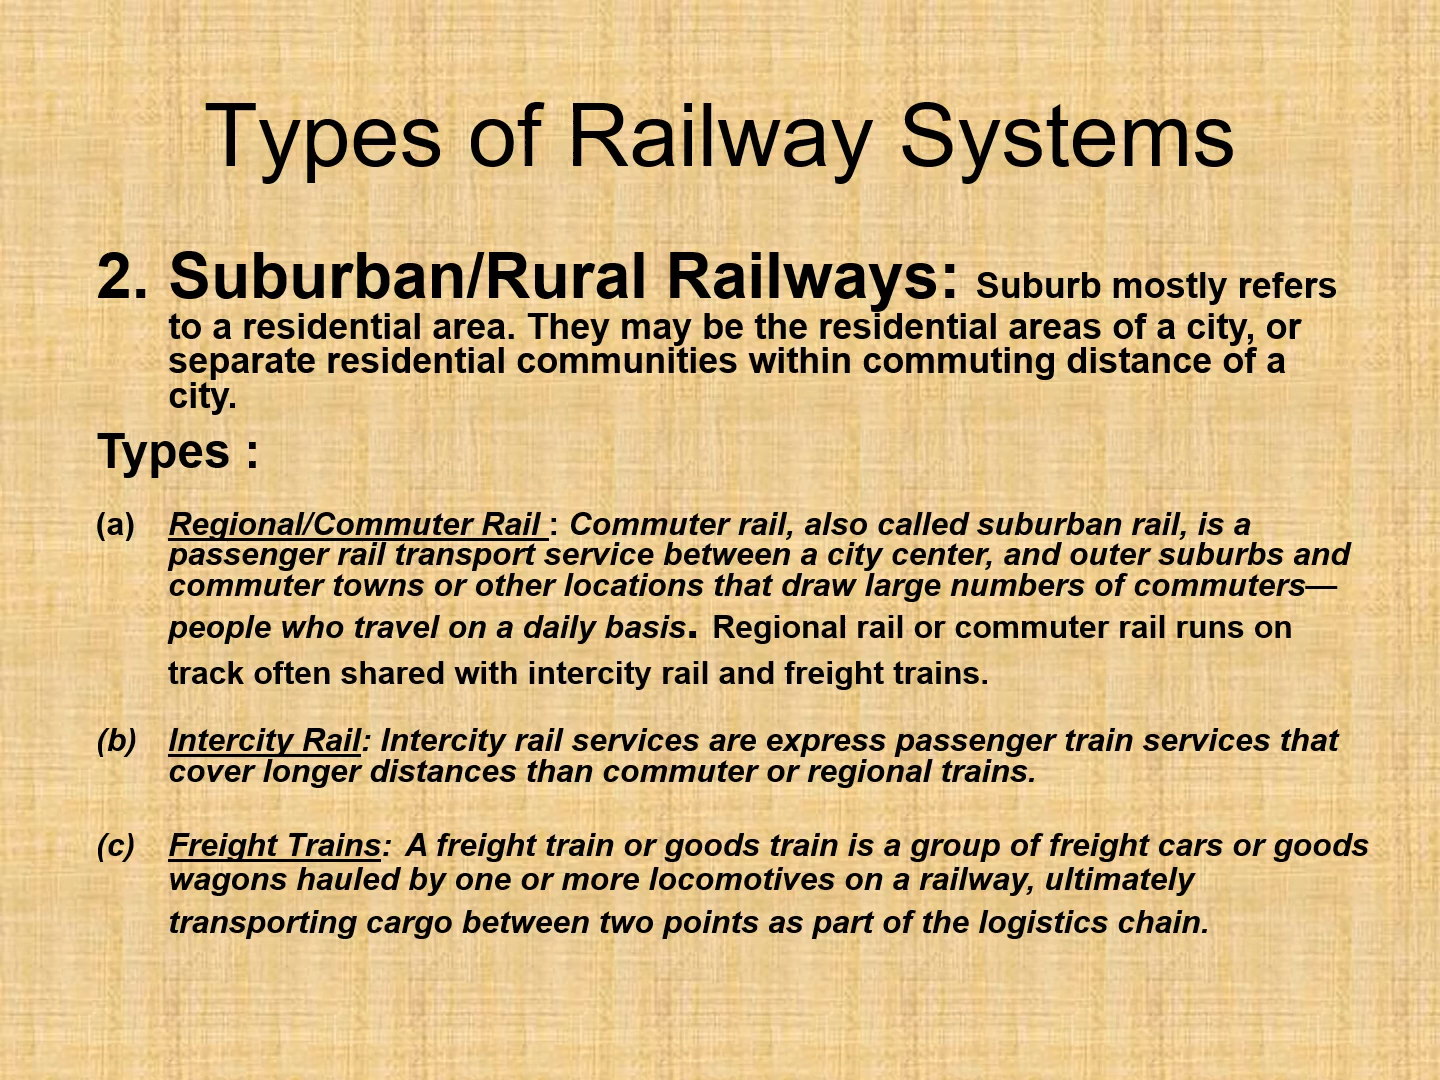 Types of Railway Systems
2. Suburban/Rural Railways: Suburb mostly refers
to a residential area. They may be the residential areas of a city, or
separate residential communities within commuting distance of a
city.
Types :
(a) Regional/Commuter Rail : Commuter rail, also called suburban rail, is a
passenger rail transport service between a city center, and outer suburbs and
commuter towns or other locations that draw large numbers of commuters—
people who travel on a daily basis. Regional rail or commuter rail runs on
track often shared with intercity rail and freight trains.
(b) Intercity Rail: Intercity rail services are express passenger train services that
cover longer distances than commuter or regional trains.
(c) Freight Trains: A freight train or goods train is a group of freight cars or goods
wagons hauled by one or more locomotives on a railway, ultimately
transporting cargo between two points as part of the logistics chain.